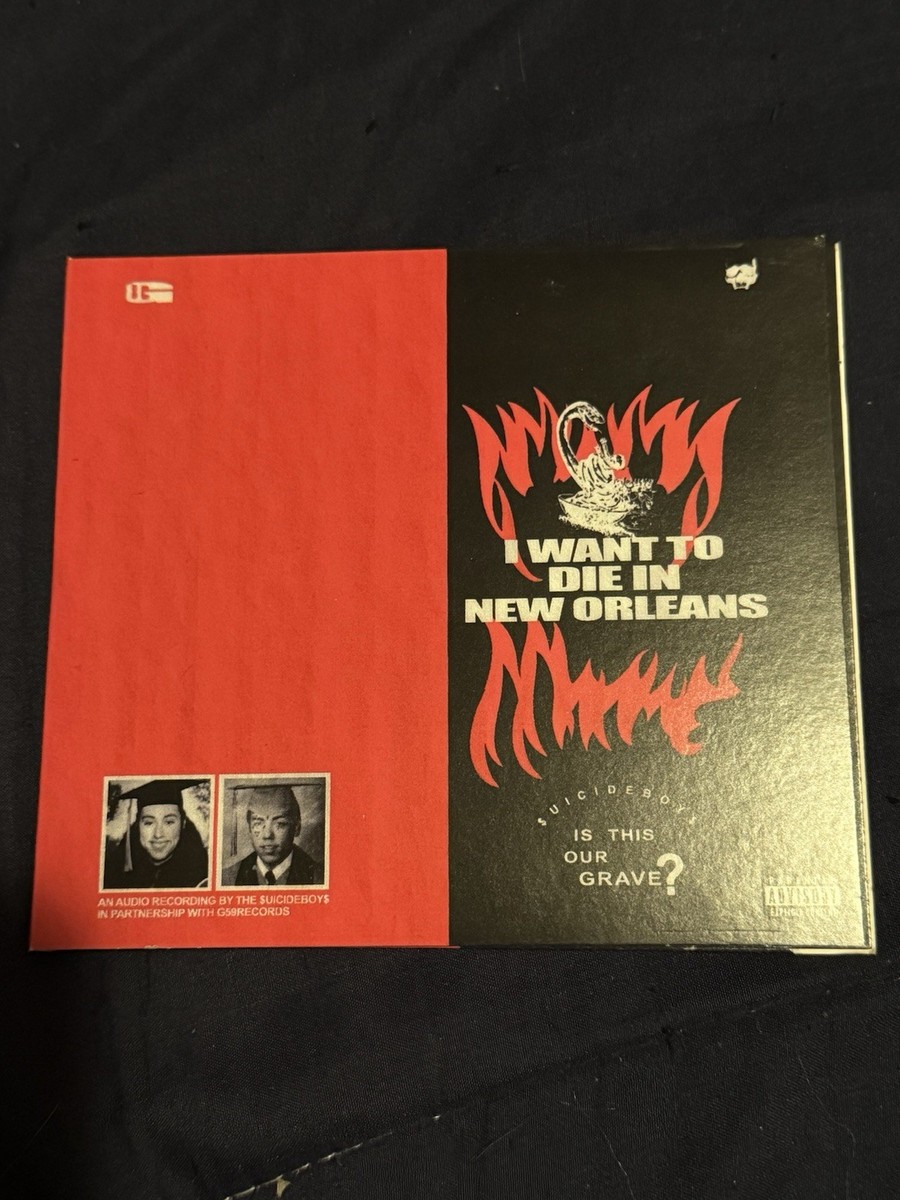 I WANT TO
DIE IN
NEW ORLEANS
$UICIDEBOY$
IS THIS
OUR
GRAVE?
ADVISORY
AN AUDIO RECORDING BY THE $UICIDEBOY$
IN PARTNERSHIP WITH G59RECORDS